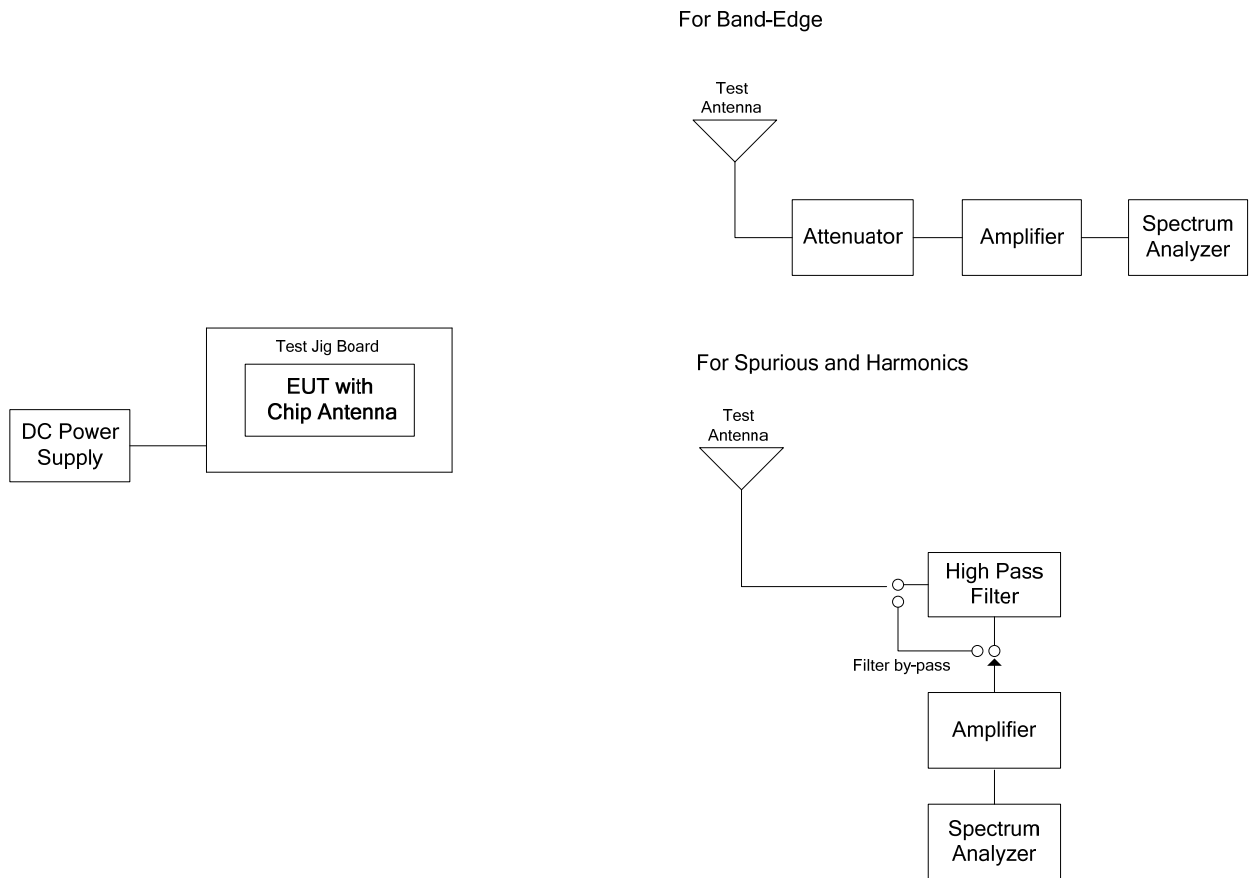 For Band-Edge
Test
Antenna
Attenuator
Amplifier
Spectrum
Analyzer
Test Jig Board
EUT with
Chip Antenna
DC Power
Supply
For Spurious and Harmonics
Test
Antenna
High Pass
Filter
Filter by-pass
Amplifier
Spectrum
Analyzer